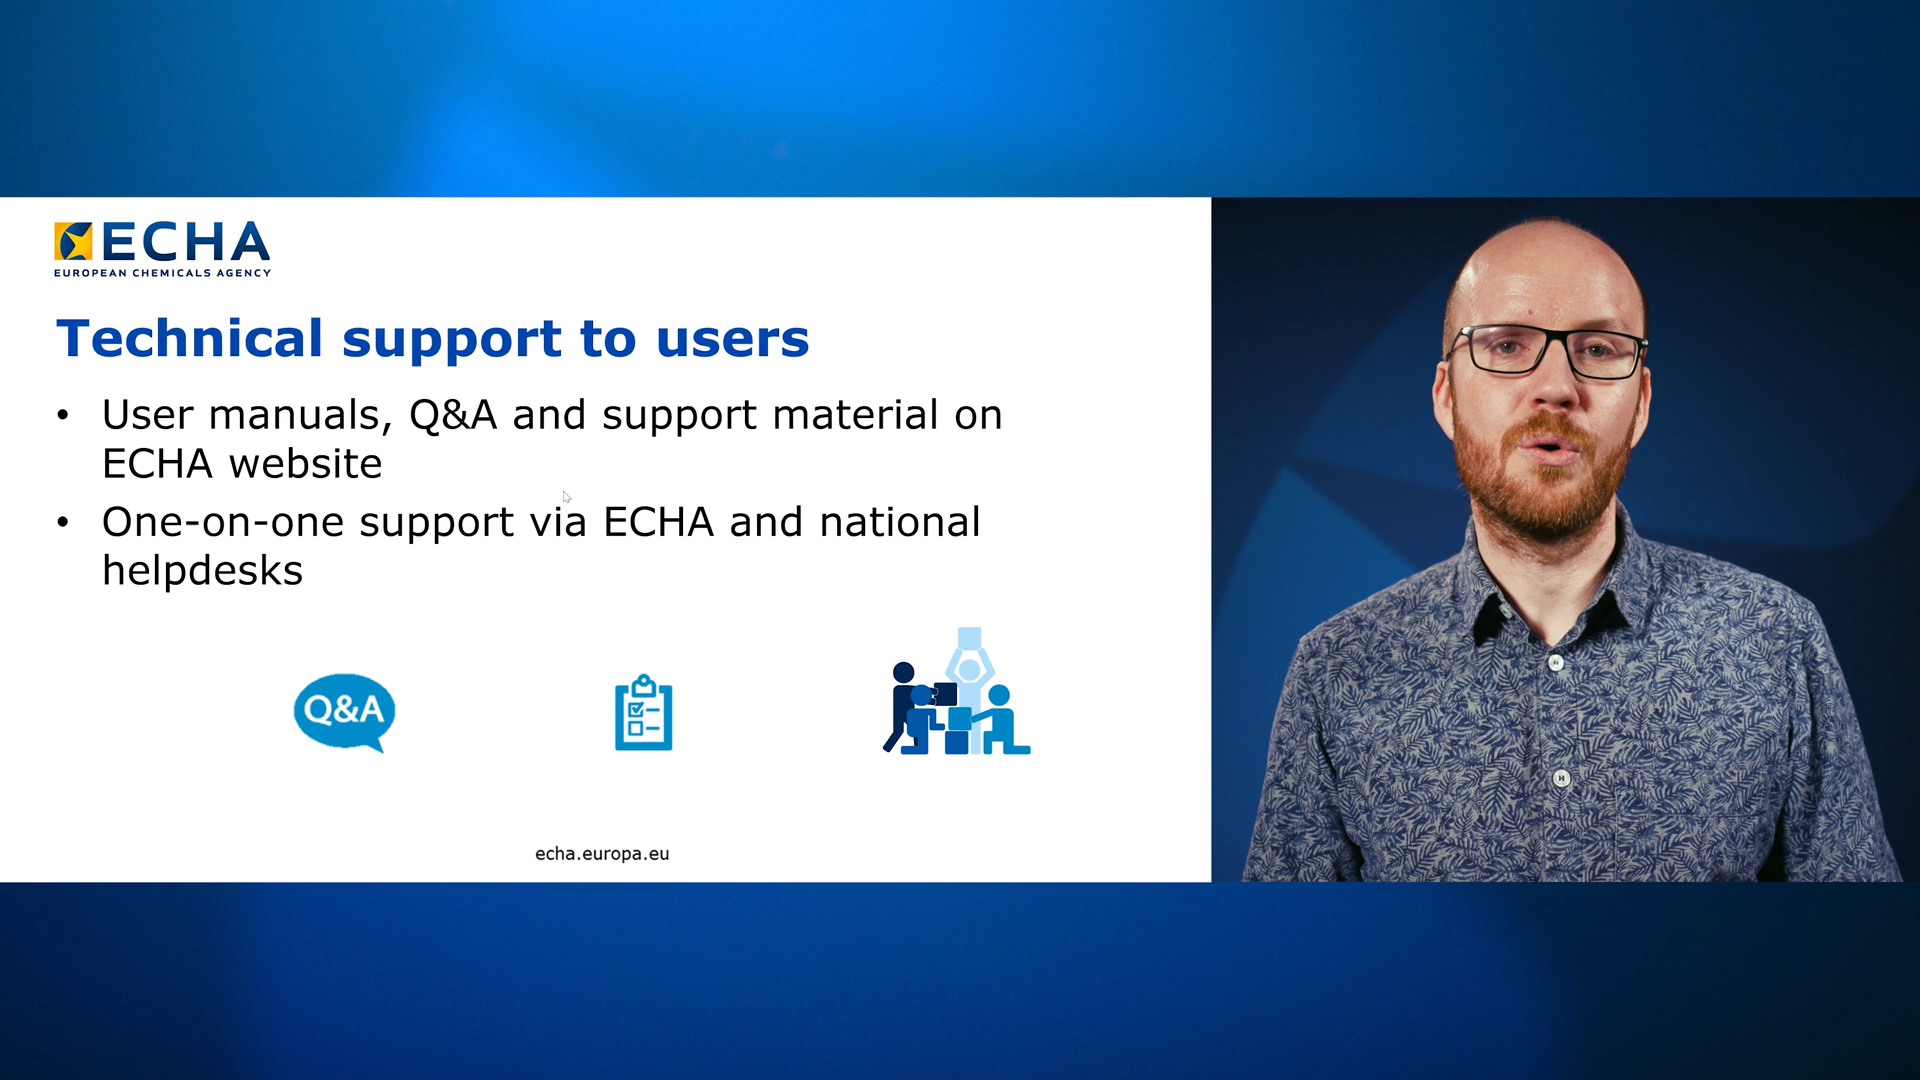 ECHA
EUROPEAN CHEMICALS AGENCY
Technical support to users
• User manuals, Q&A and support material on
ECHA website
• One-on-one support via ECHA and national
helpdesks
Q&A
echa.europa.eu